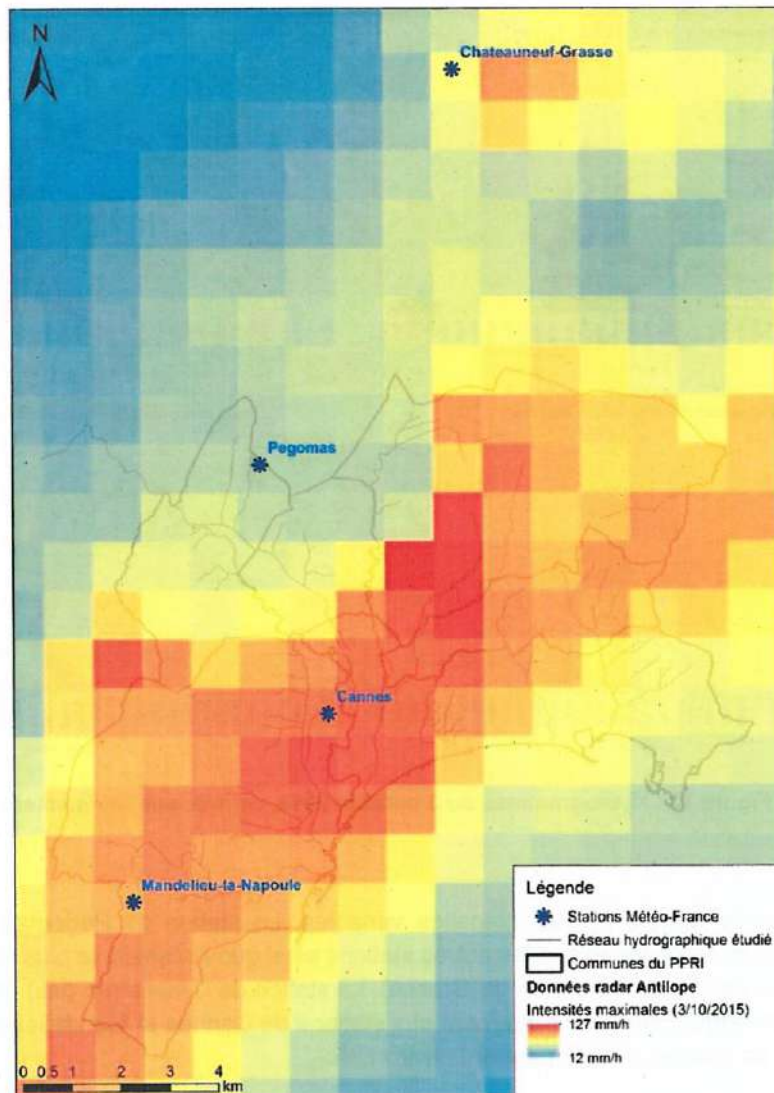 N
Chateauneuf-Grasse
Pegomas
Cannes
Mandelieu-la-Napoule
Légende
Stations Météo-France
Réseau hydrographique étudié
Communes du PPRI
Données radar Antilope
Intensités maximales (3/10/2015)
127 mm/h
12 mm/h
0 0,5 1 2 3 4
km